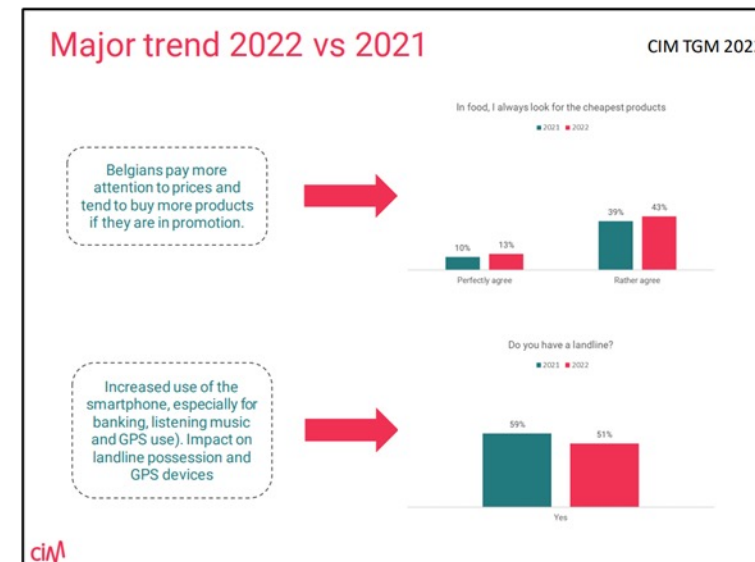 Major trend 2022 vs 2021
CIM TGM 202
Belgians pay more
attention to prices and
tend to buy more products
if they are in promotion.
In food, I always look for the cheapest products
2021 2022
10% 13% 39% 43%
Perfectly agree Rather agree
Increased use of the
smartphone, especially for
banking, listening music
and GPS use). Impact on
landline possession and
GPS devices
Do you have a landline?
2021 2022
59% 51%
Yes
ciM